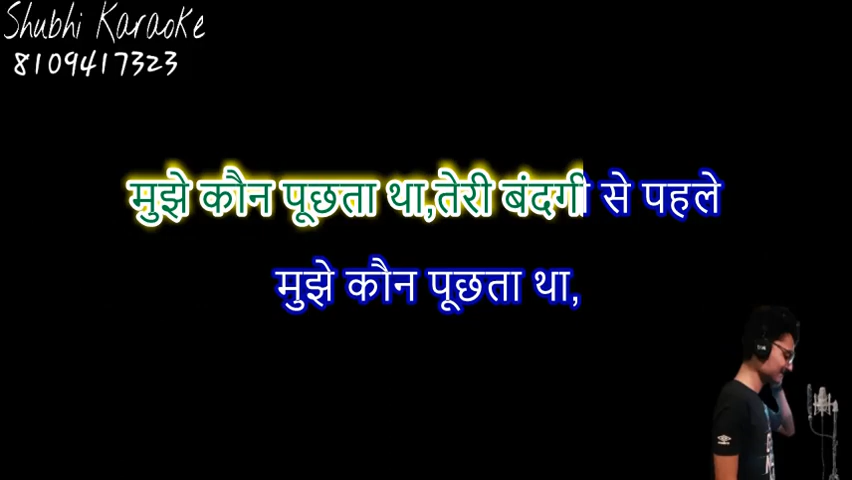 Shubhi Karaoke
8109417323
मुझे कौन पूछता था,तेरी बंदगी से पहले
मुझे कौन पूछता था,